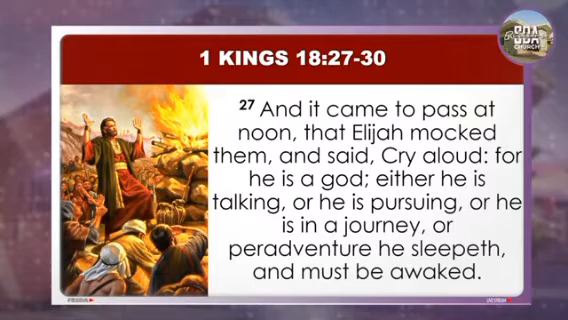 SDA
CHURCH
1 KINGS 18:27-30
27 And it came to pass at
noon, that Elijah mocked
them, and said, Cry aloud: for
he is a god; either he is
talking, or he is pursuing, or he
is in a journey, or
peradventure he sleepeth,
and must be awaked.